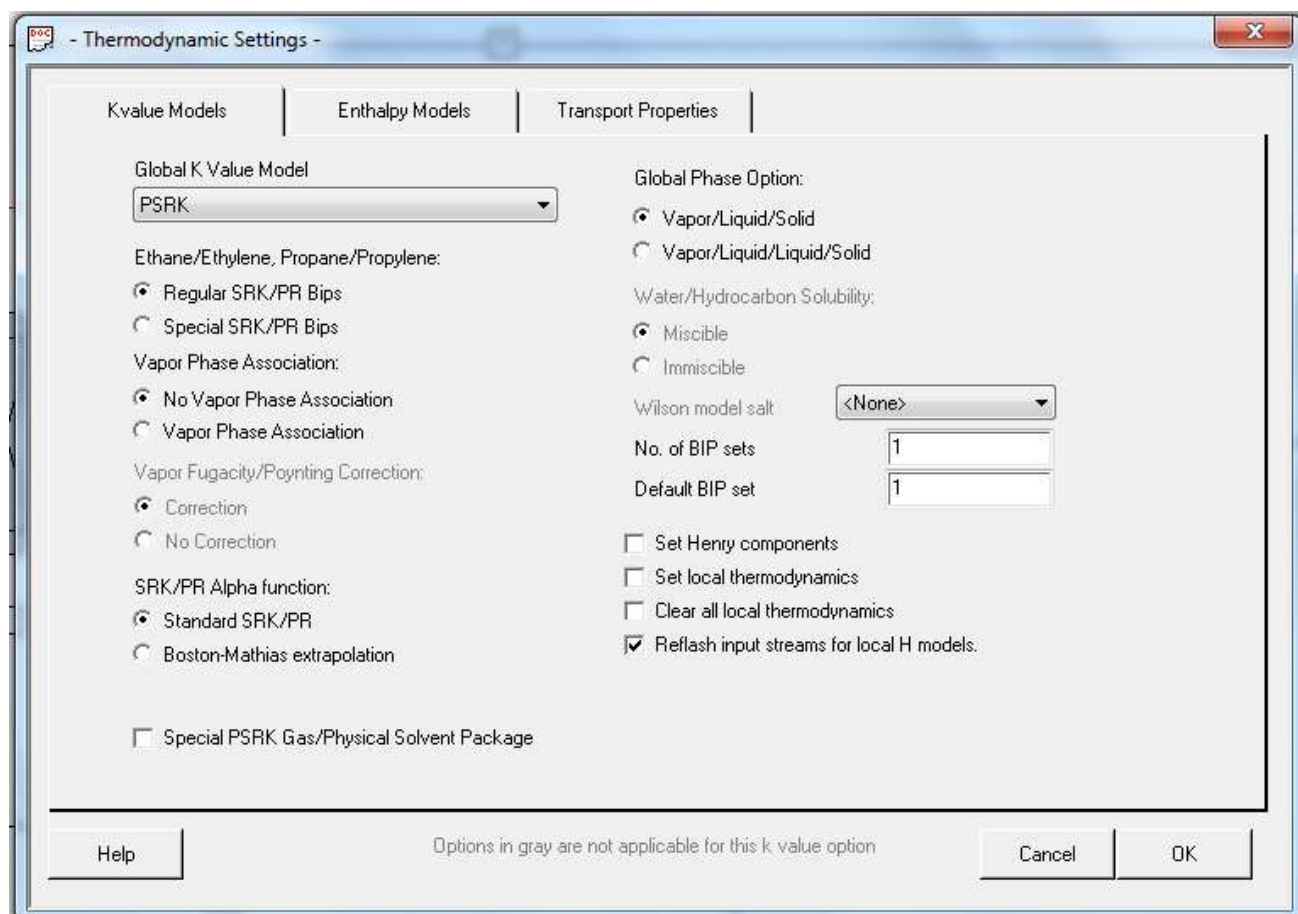 - Thermodynamic Settings -
Kvalue Models
Enthalpy Models
Transport Properties
Global K Value Model
PSRK
Ethane/Ethylene, Propane/Propylene:
Regular SRK/PR Bips
Special SRK/PR Bips
Vapor Phase Association:
No Vapor Phase Association
Vapor Phase Association
Vapor Fugacity/Poynting Correction:
Correction
No Correction
SRK/PR Alpha function:
Standard SRK/PR
Boston-Mathias extrapolation
Special PSRK Gas/Physical Solvent Package
Global Phase Option:
Vapor/Liquid/Solid
Vapor/Liquid/Liquid/Solid
Water/Hydrocarbon Solubility:
Miscible
Immiscible
Wilson model salt
<None>
No. of BIP sets
1
Default BIP set
1
Set Henry components
Set local thermodynamics
Clear all local thermodynamics
Reflash input streams for local H models.
Help
Options in gray are not applicable for this k value option
Cancel
OK